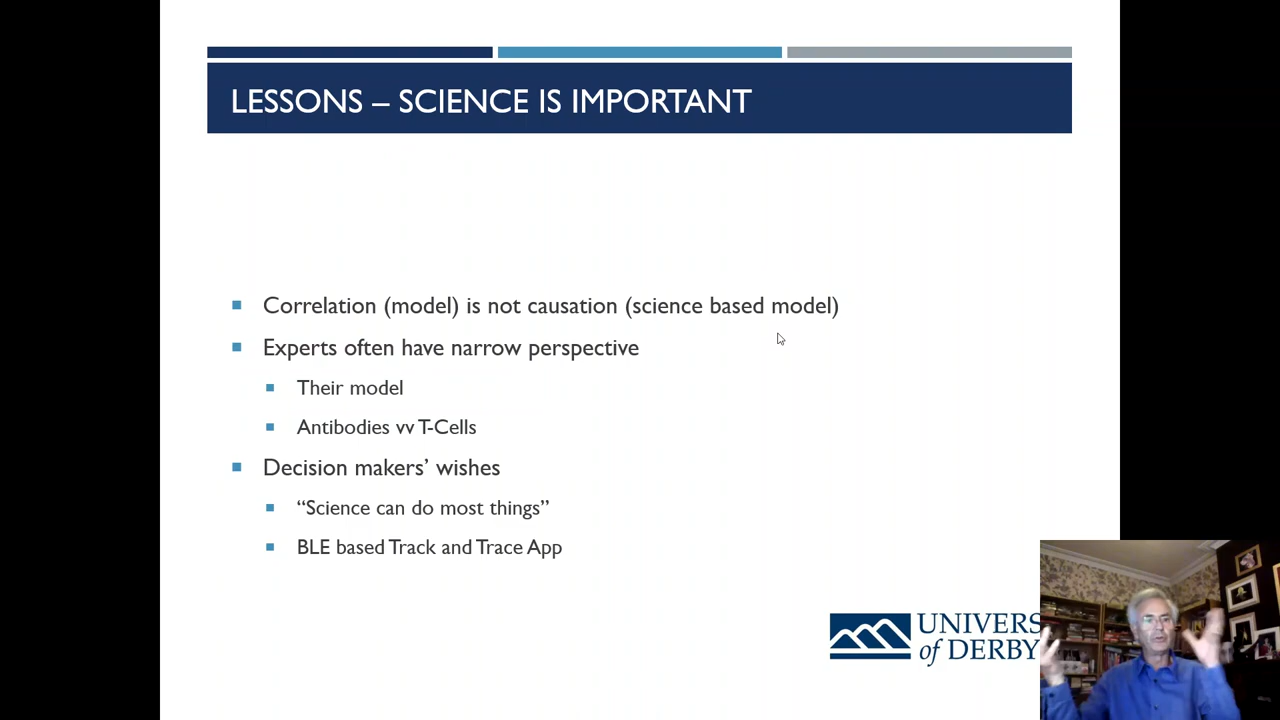 LESSONS – SCIENCE IS IMPORTANT
Correlation (model) is not causation (science based model)
Experts often have narrow perspective
Their model
Antibodies vv T-Cells
Decision makers’ wishes
“Science can do most things”
BLE based Track and Trace App
UNIVERS
of DERBY